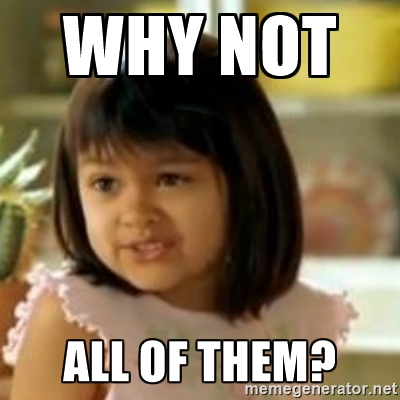 WHY NOT
ALL OF THEM?
memegenerator.net